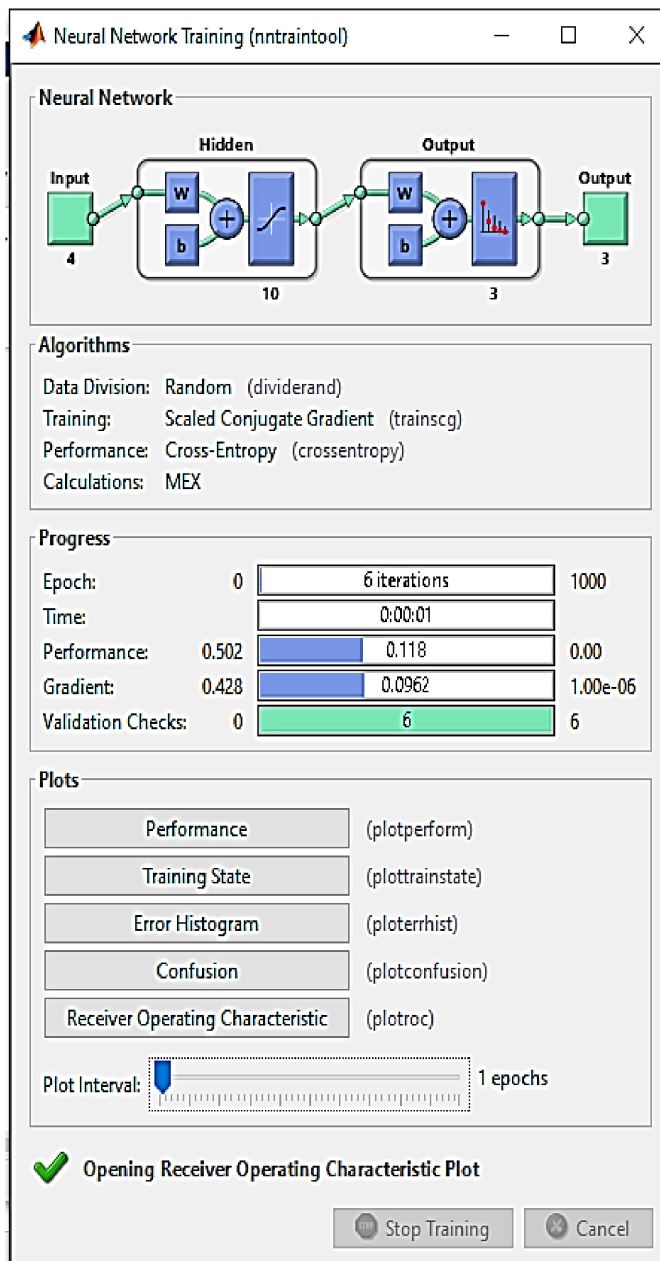 Neural Network Training (nntraintool)
Neural Network
Hidden Output
Input Output
W W
+ +
b b
4 10 3 3
Algorithms
Data Division: Random (dividerand)
Training: Scaled Conjugate Gradient (trainscg)
Performance: Cross-Entropy (crossentropy)
Calculations: MEX
Progress
Epoch: 0 6 iterations 1000
Time: 0:00:01
Performance: 0.502 0.118 0.00
Gradient: 0.428 0.0962 1.00e-06
Validation Checks: 0 6 6
Plots
Performance (plotperform)
Training State (plottrainstate)
Error Histogram (ploterrhist)
Confusion (plotconfusion)
Receiver Operating Characteristic (plotroc)
Plot Interval: 1 epochs
Opening Receiver Operating Characteristic Plot
STOP Stop Training Cancel